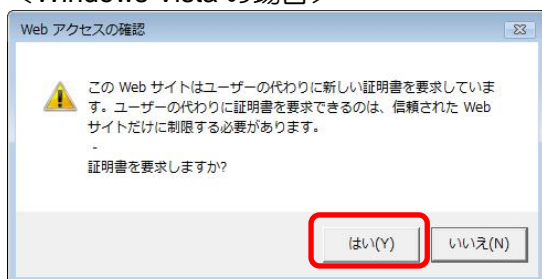 ＜Windows Vista の場合＞
Web アクセスの確認
この Web サイトはユーザーの代わりに新しい証明書を要求していま
す。ユーザーの代わりに証明書を要求できるのは、信頼された Web
サイトだけに制限する必要があります。
-
証明書を要求しますか?
はい(Y)
いいえ(N)